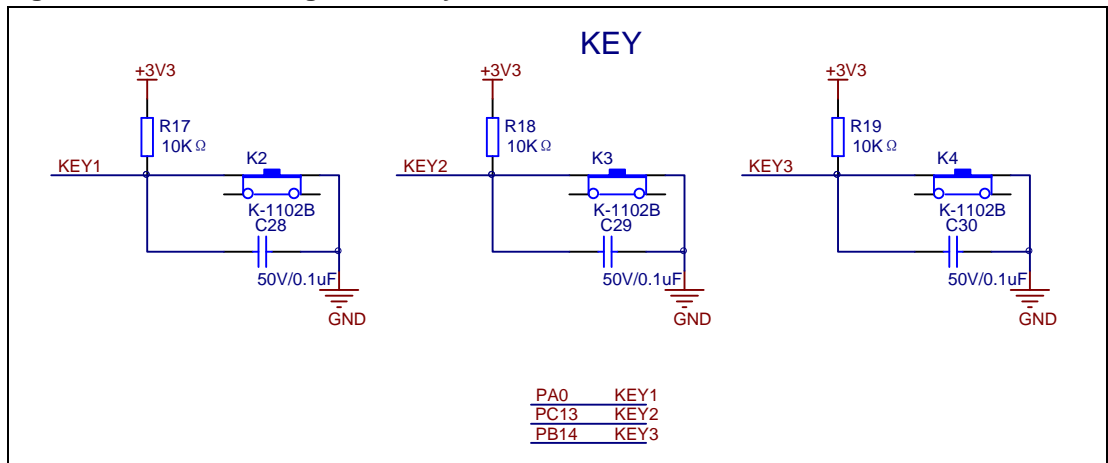 KEY
+3V3
R17
10KΩ
KEY1
K2
K-1102B
C28
50V/0.1uF
GND
+3V3
R18
10KΩ
KEY2
K3
K-1102B
C29
50V/0.1uF
GND
+3V3
R19
10KΩ
KEY3
K4
K-1102B
C30
50V/0.1uF
GND
PA0 KEY1
PC13 KEY2
PB14 KEY3